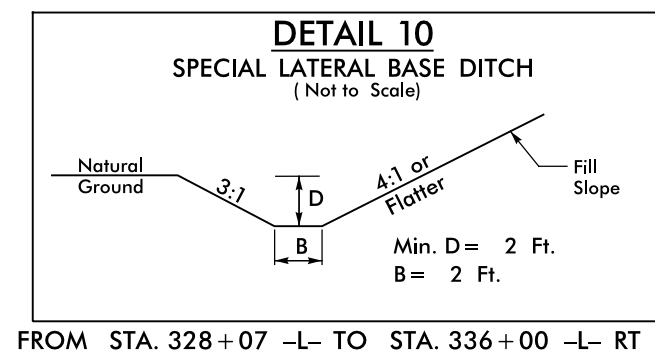 DETAIL 10
SPECIAL LATERAL BASE DITCH
( Not to Scale)
Natural
Ground
3:1
D
4:1 or
Flatter
Fill
Slope
B
Min. D = 2 Ft.
B = 2 Ft.
FROM STA. 328+07 -L- TO STA. 336+00 -L- RT